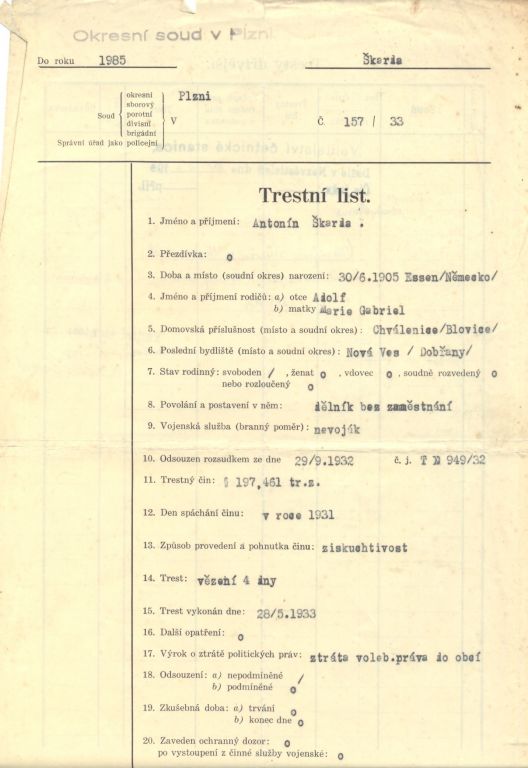 Okresní soud v Plzni
Do roku 1985 Škarda
okresní
sborový
Soud porotní v Plzni
divisní
brigádní
Č. 157 / 33
Správní úřad jako policejní
Trestní list.
1. Jméno a příjmení: Antonín Škarda .
2. Přezdívka: o
3. Doba a místo (soudní okres) narození: 30/6.1905 Essen/Německo/
4. Jméno a příjmení rodičů: a) otce Adolf
b) matky Marie Gabriel
5. Domovská příslušnost (místo a soudní okres): Chválenice/Blovice/
6. Poslední bydliště (místo a soudní okres): Nová Ves / Dobřany/
7. Stav rodinný: svoboden / , ženat o , vdovec o , soudně rozvedený o
nebo rozloučený o
8. Povolání a postavení v něm: dělník bez zaměstnání
9. Vojenská služba (branný poměr): nevoják
10. Odsouzen rozsudkem ze dne 29/9.1932 č. j. T N 949/32
11. Trestný čin: § 197,461 tr.z.
12. Den spáchání činu: v roce 1931
13. Způsob provedení a pohnutka činu: ziskuchtivost
14. Trest: vězení 4 dny
15. Trest vykonán dne: 28/5.1933
16. Další opatření: o
17. Výrok o ztrátě politických práv: ztráta voleb.práva do obcí
18. Odsouzení: a) nepodmíněné /
b) podmíněné o
19. Zkušebná doba: a) trvání o
b) konec dne o
20. Zaveden ochranný dozor: o
po vystoupení z činné služby vojenské: o